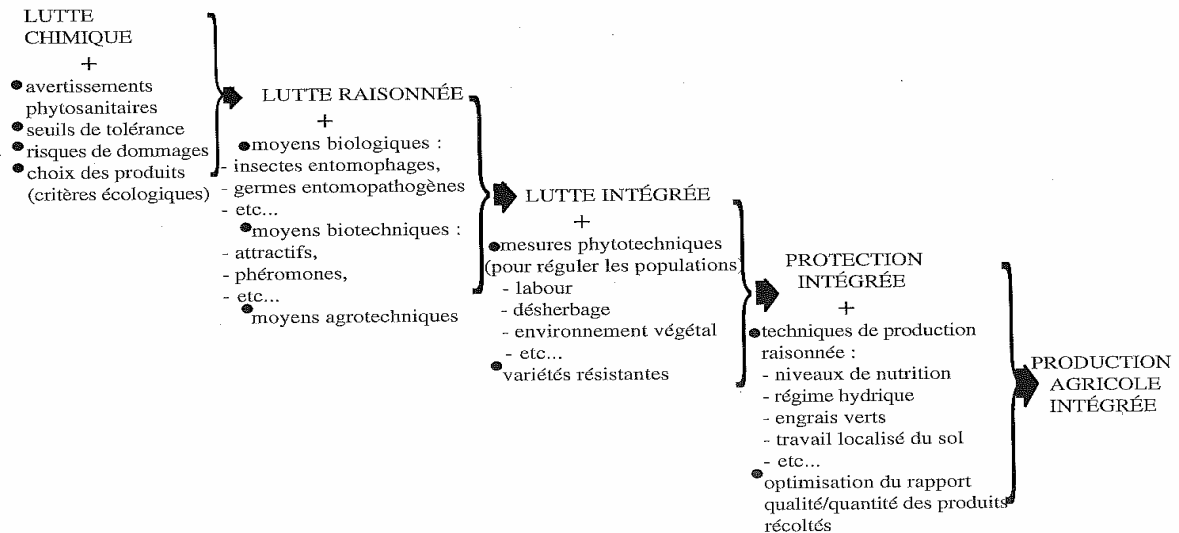 LUTTE
CHIMIQUE
+
● avertissements
phytosanitaires
● seuils de tolérance
● risques de dommages
● choix des produits
(critères écologiques)
LUTTE RAISONNÉE
+
● moyens biologiques :
- insectes entomophages,
- germes entomopathogènes
- etc...
● moyens biotechniques :
- attractifs,
- phéromones,
- etc...
● moyens agrotechniques
LUTTE INTÉGRÉE
+
● mesures phytotechniques
(pour réguler les populations)
- labour
- désherbage
- environnement végétal
- etc...
● variétés résistantes
PROTECTION
INTÉGRÉE
+
● techniques de production
raisonnée :
- niveaux de nutrition
- régime hydrique
- engrais verts
- travail localisé du sol
- etc...
● optimisation du rapport
qualité/quantité des produits
récoltés
PRODUCTION
AGRICOLE
INTÉGRÉE